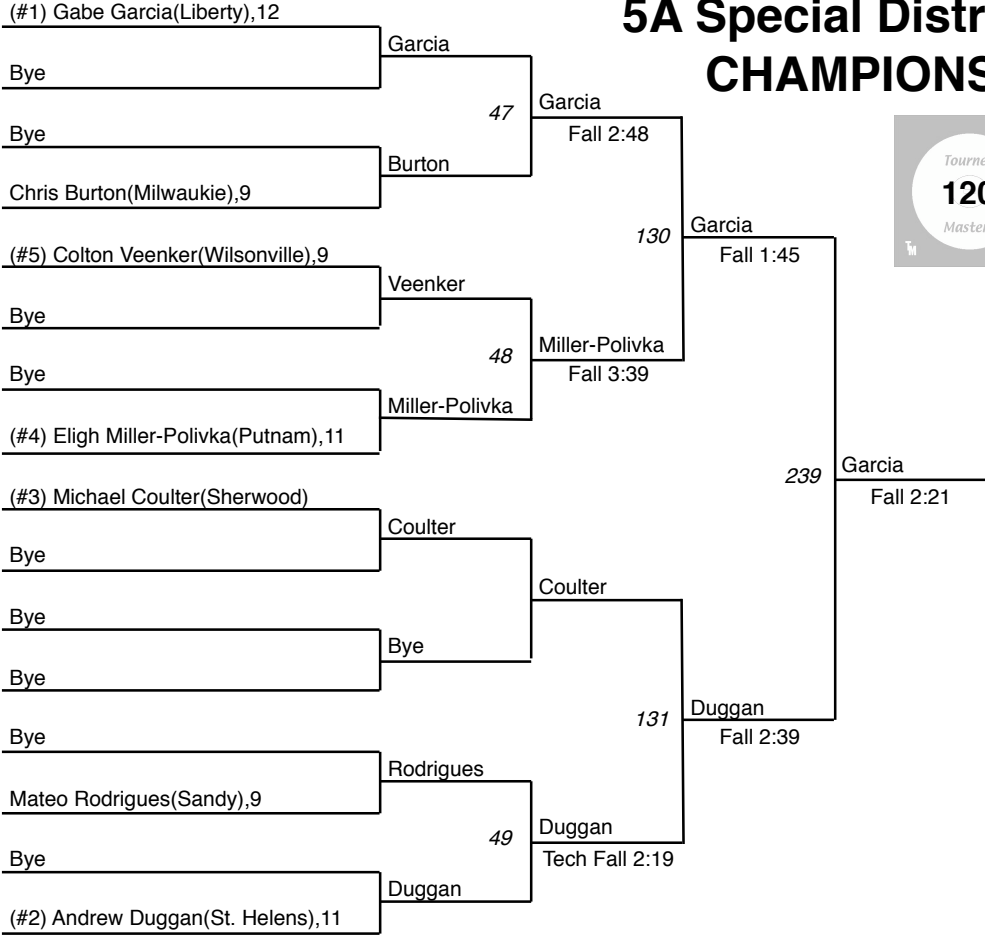 (#1) Gabe Garcia(Liberty),12
5A Special Distr
Garcia
CHAMPIONS
Bye
47
Garcia
Fall 2:48
Bye
Burton
Chris Burton(Milwaukie),9
Tourne
120
Master
TM
130
Garcia
Fall 1:45
(#5) Colton Veenker(Wilsonville),9
Veenker
Bye
48
Miller-Polivka
Fall 3:39
Bye
Miller-Polivka
(#4) Eligh Miller-Polivka(Putnam),11
239
Garcia
Fall 2:21
(#3) Michael Coulter(Sherwood)
Coulter
Bye
Coulter
Bye
Bye
Bye
131
Duggan
Fall 2:39
Bye
Rodrigues
Mateo Rodrigues(Sandy),9
49
Duggan
Tech Fall 2:19
Bye
Duggan
(#2) Andrew Duggan(St. Helens),11